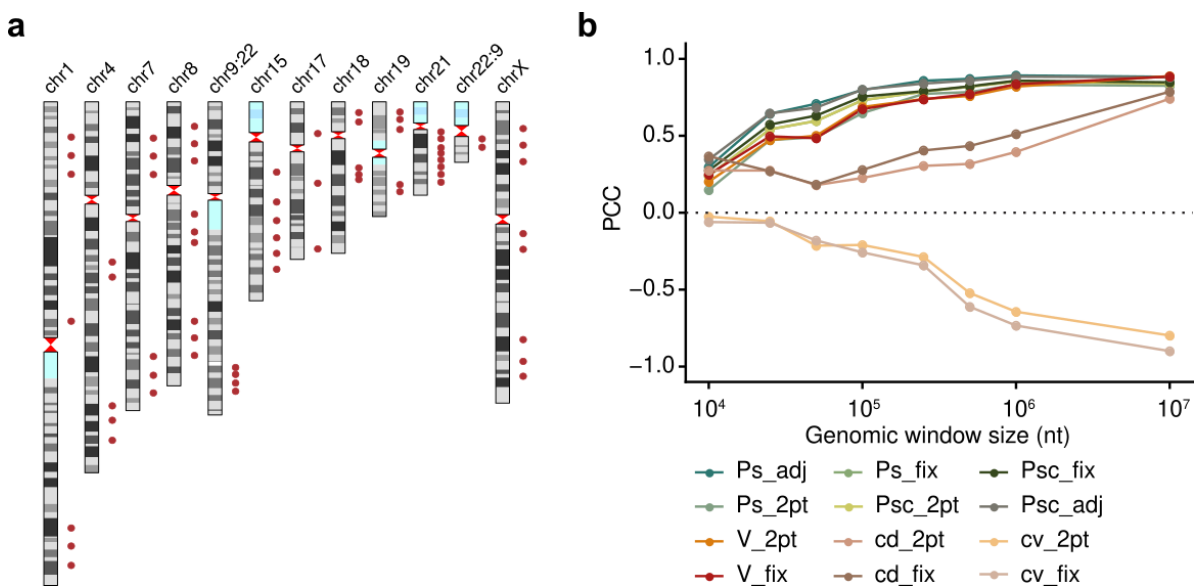 a
chr1
chr4
chr7
chr8
chr9:22
chr15
chr17
chr18
chr19
chr21
chr22:9
chrX
b
PCC
1.0
0.5
0.0
−0.5
−1.0
10⁴
10⁵
10⁶
10⁷
Genomic window size (nt)
Ps_adj Ps_fix Psc_fix
Ps_2pt Psc_2pt Psc_adj
V_2pt cd_2pt cv_2pt
V_fix cd_fix cv_fix